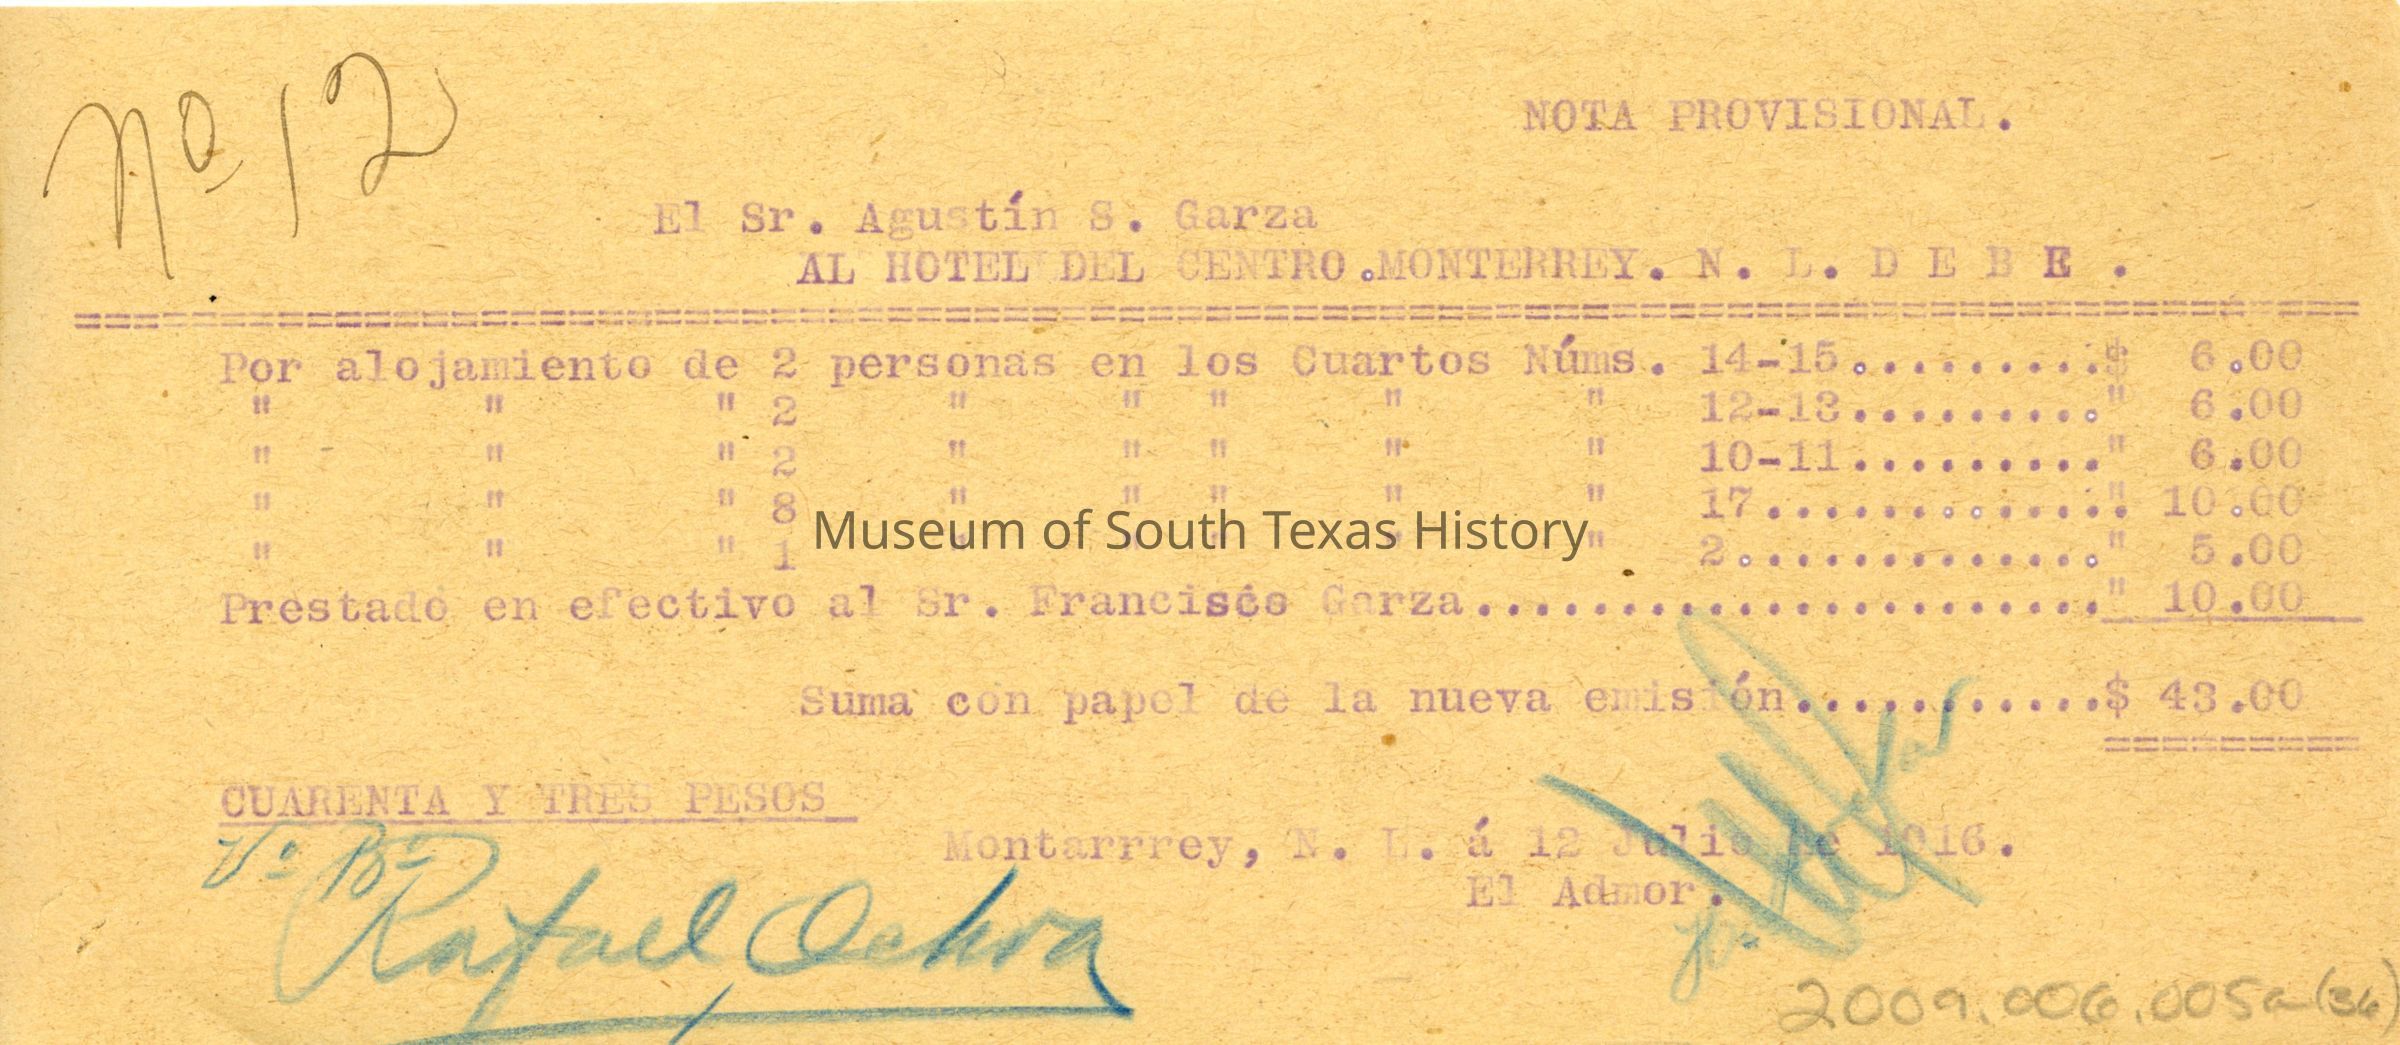 Nº 12
NOTA PROVISIONAL.
El Sr. Agustín S. Garza
AL HOTEL DEL CENTRO.MONTERREY. N. L. D E B E .
================================================================================
Por alojamiento de 2 personas en los Cuartos Núms. 14-15.........$ 6.00
" " " 2 " " " " " 12-13........." 6.00
" " " 2 " " " " " 10-11........." 6.00
" " " 8 " " " " " 17............" 10.00
" " " 1 " " " " " 2............." 5.00
Prestado en efectivo al Sr. Francisco Garza......................" 10.00
Museum of South Texas History
Suma con papel de la nueva emisión...........$ 43.00
=========
CUARENTA Y TRES PESOS
Montarrrey, N. L. á 12 Julio de 1916.
El Admor.
Vº Bº
Rafael Ochoa
2009.006.005a(36)